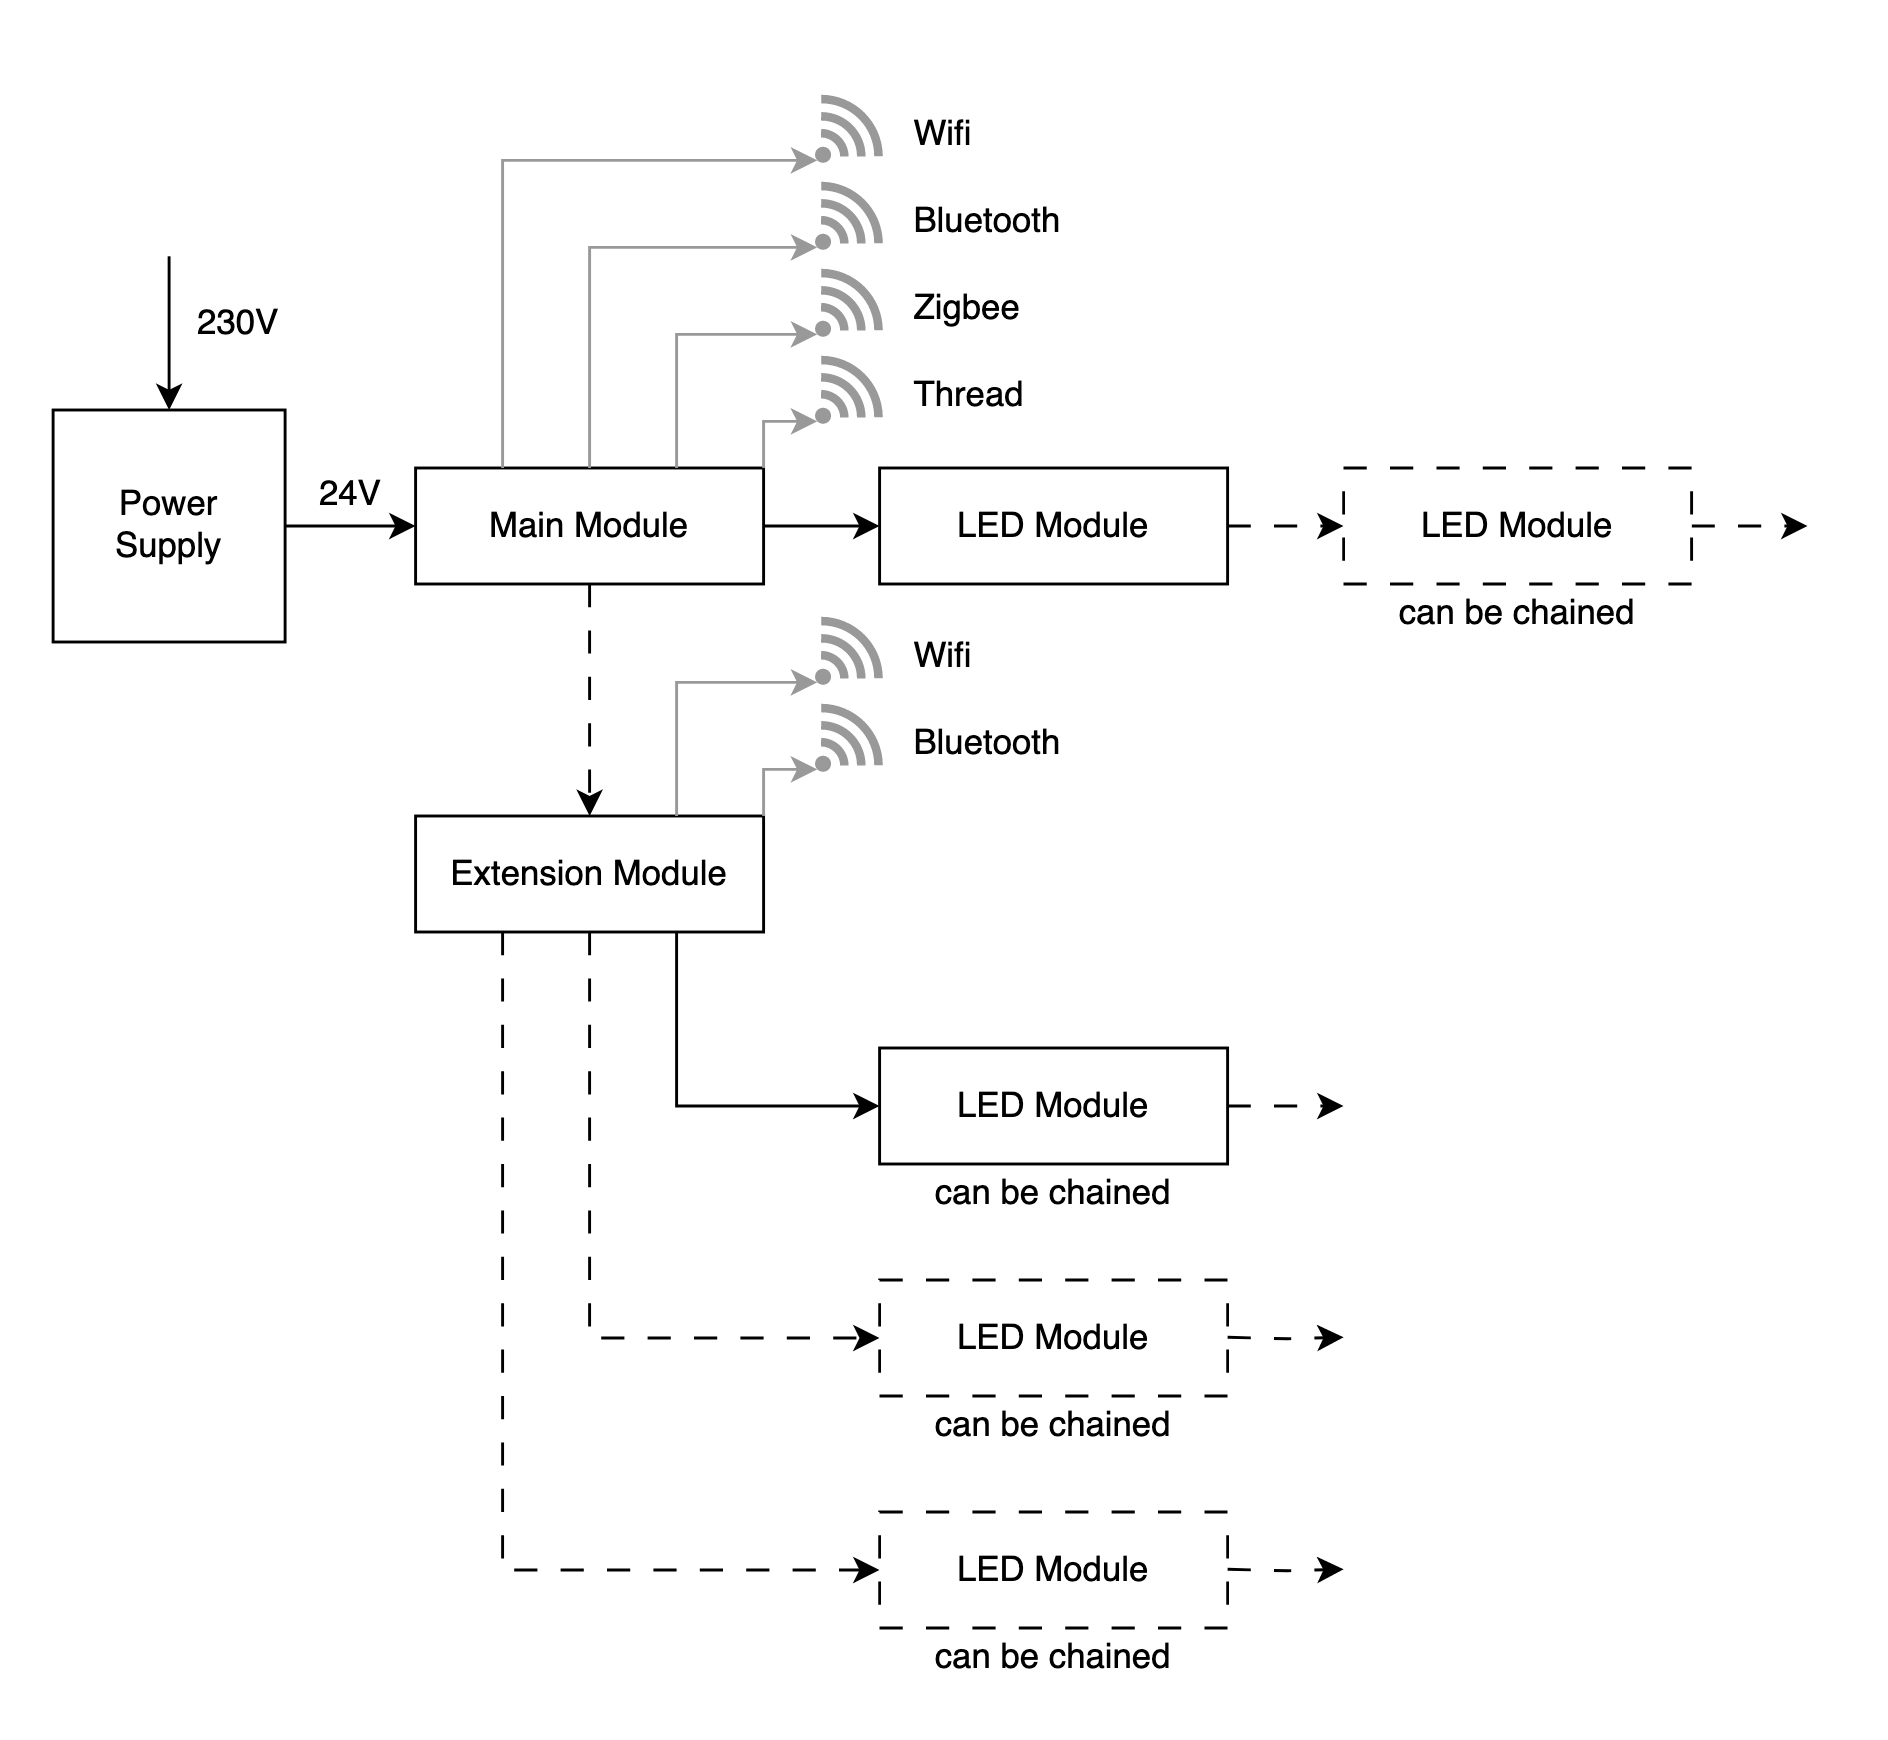 Wifi
Bluetooth
Zigbee
Thread
230V
Power
Supply
24V
Main Module
LED Module
LED Module
can be chained
Wifi
Bluetooth
Extension Module
LED Module
can be chained
LED Module
can be chained
LED Module
can be chained